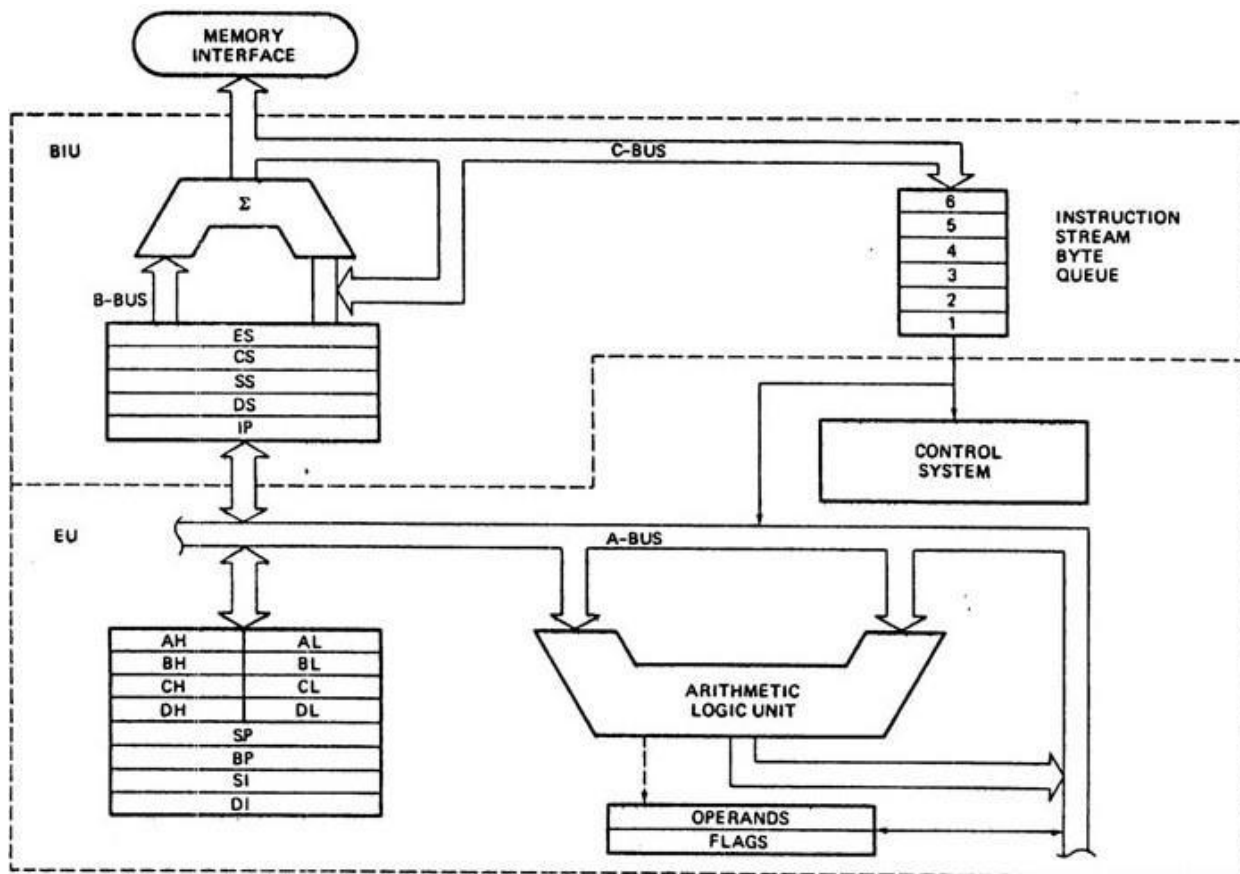 MEMORY
INTERFACE
BIU
C-BUS
Σ
6
5
4
3
2
1
INSTRUCTION
STREAM
BYTE
QUEUE
B-BUS
ES
CS
SS
DS
IP
CONTROL
SYSTEM
EU
A-BUS
AH AL
BH BL
CH CL
DH DL
SP
BP
SI
DI
ARITHMETIC
LOGIC UNIT
OPERANDS
FLAGS